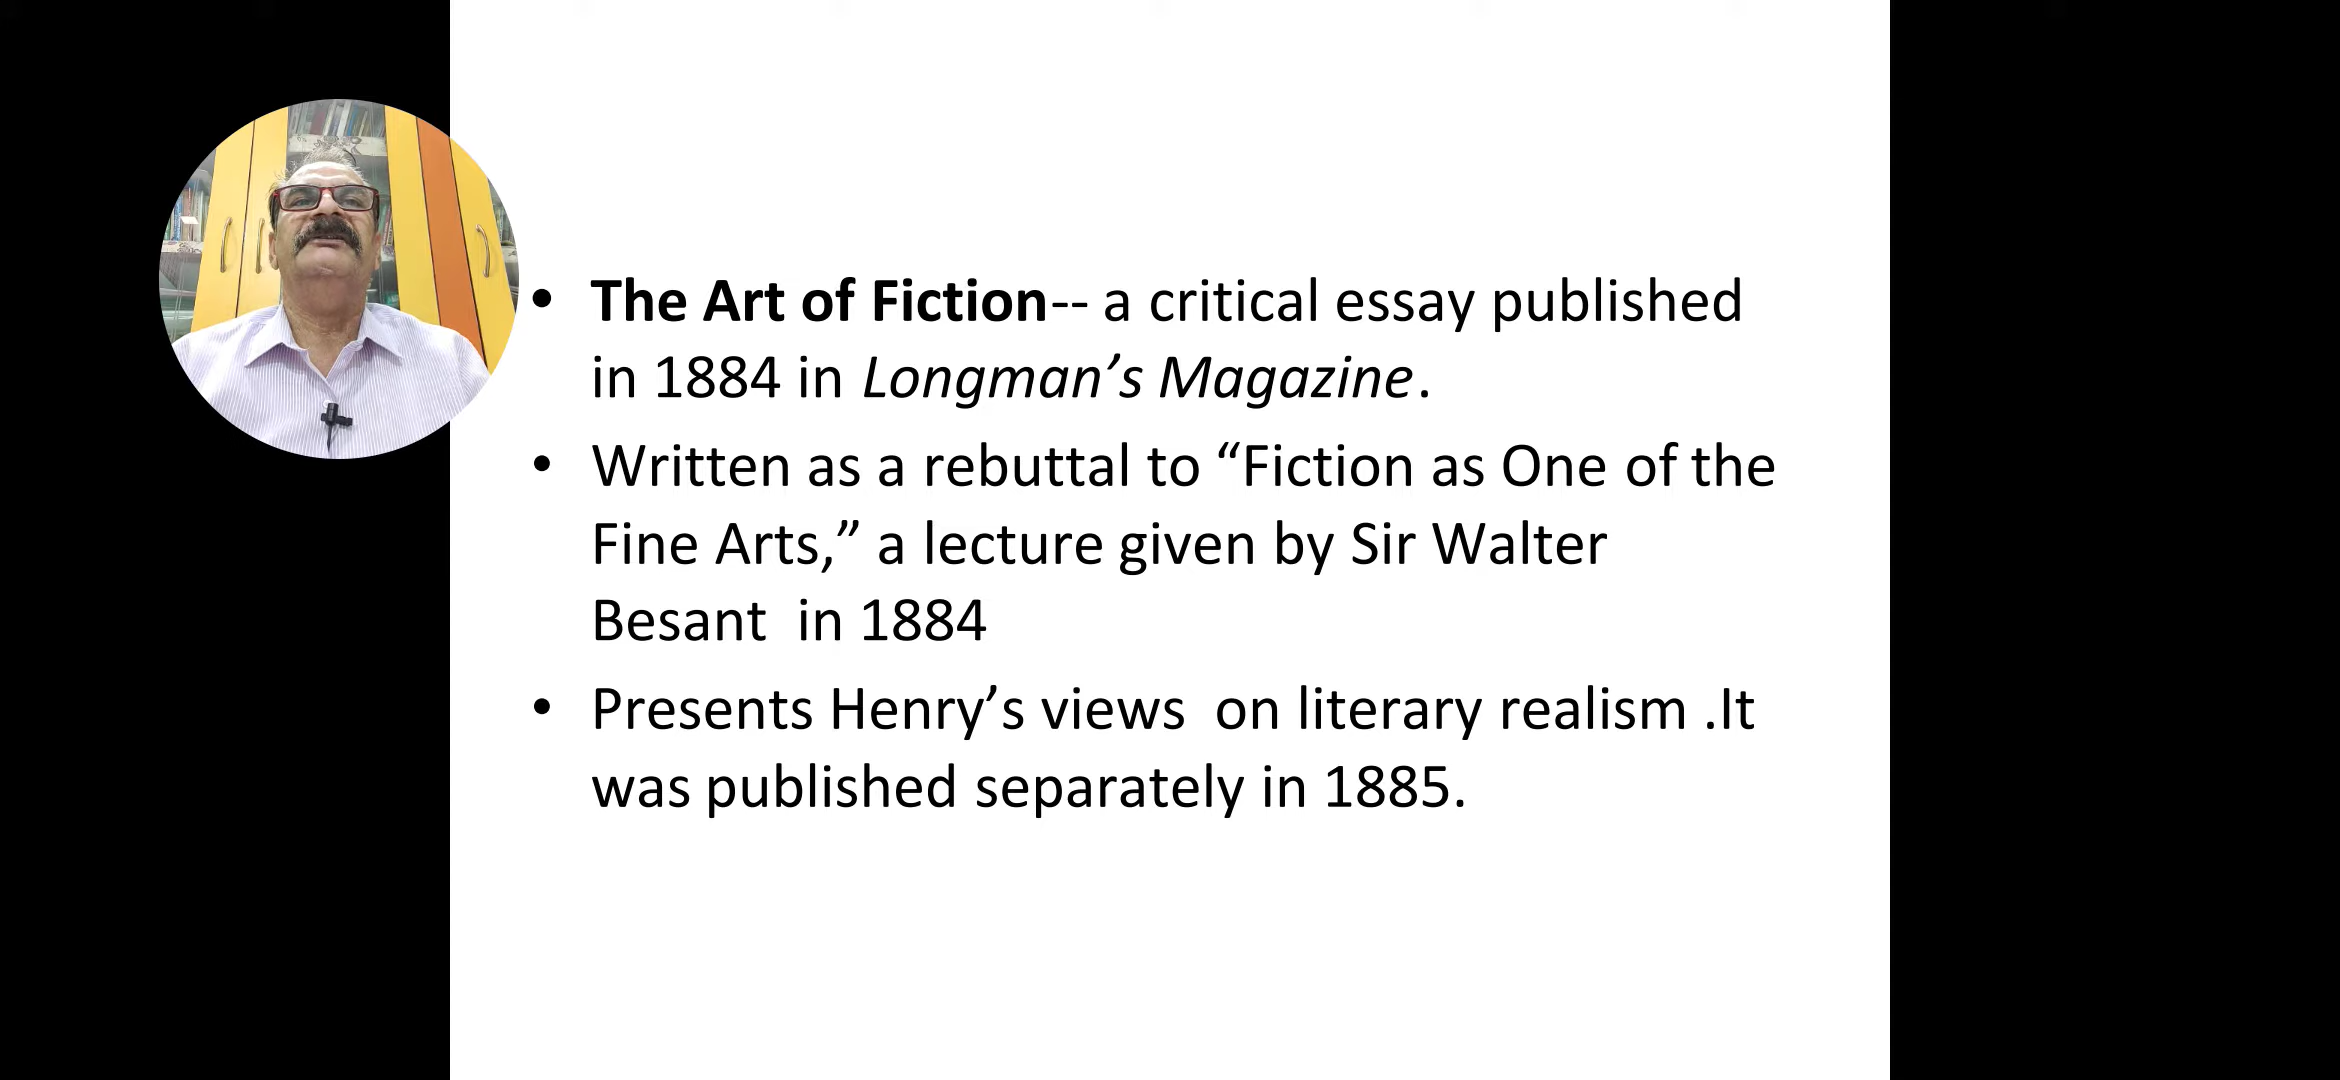 • The Art of Fiction-- a critical essay published
in 1884 in Longman’s Magazine.
• Written as a rebuttal to “Fiction as One of the
Fine Arts,” a lecture given by Sir Walter
Besant  in 1884
• Presents Henry’s views  on literary realism .It
was published separately in 1885.